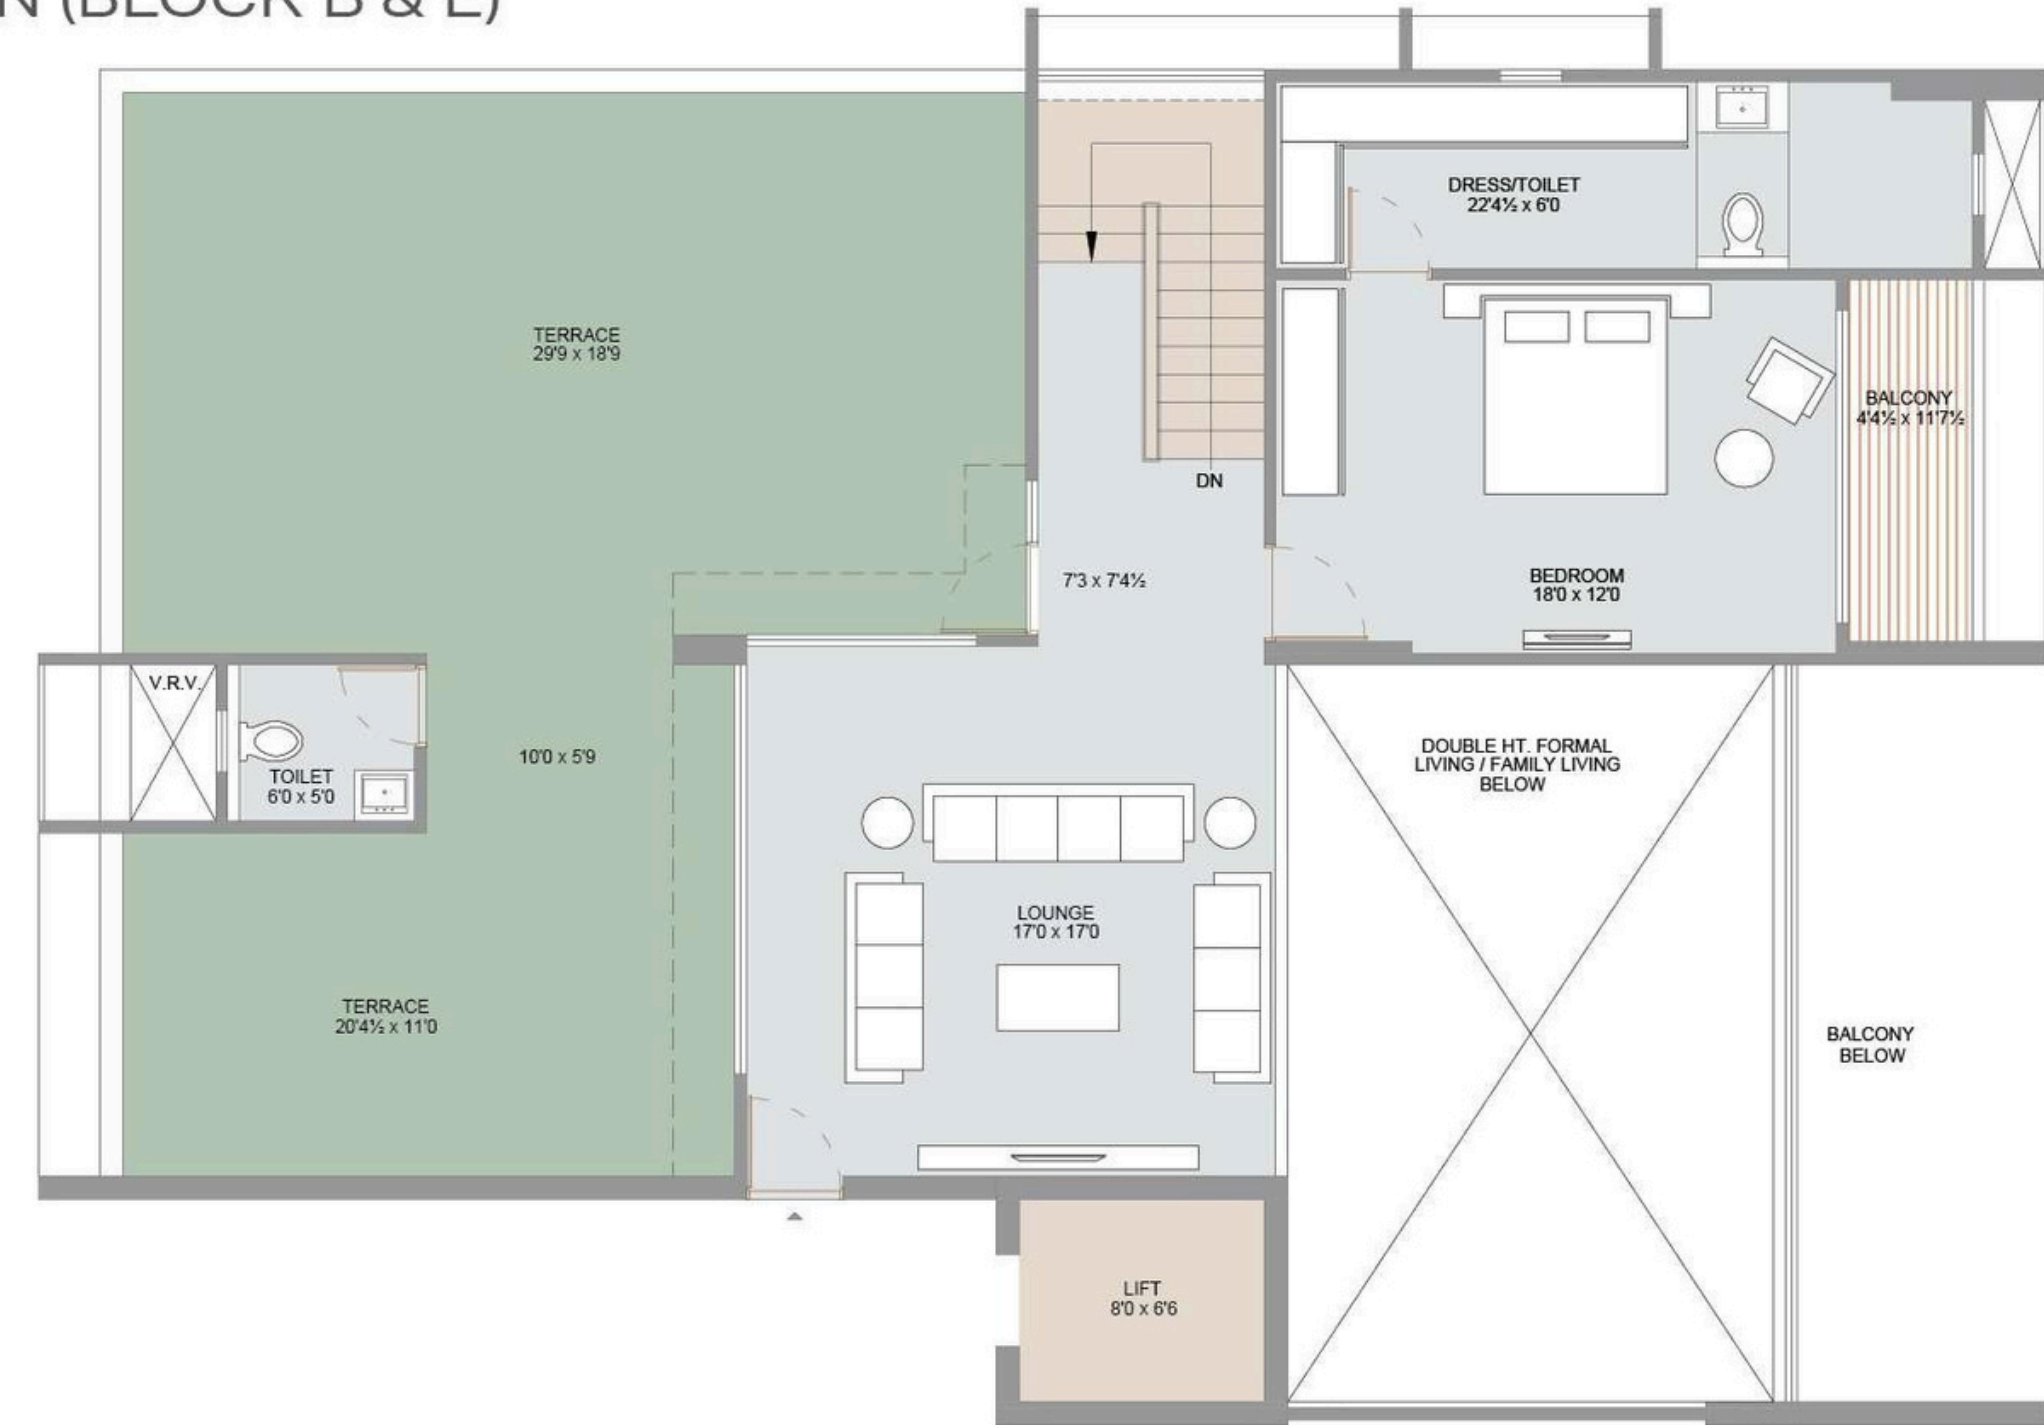 N (BLOCK B & E)
DRESS/TOILET
22'4½ x 6'0
TERRACE
29'9 x 18'9
BALCONY
4'4½ x 11'7½
DN
7'3 x 7'4½
BEDROOM
18'0 x 12'0
V.R.V.
TOILET
6'0 x 5'0
10'0 x 5'9
DOUBLE HT. FORMAL
LIVING / FAMILY LIVING
BELOW
LOUNGE
17'0 x 17'0
TERRACE
20'4½ x 11'0
BALCONY
BELOW
LIFT
8'0 x 6'6